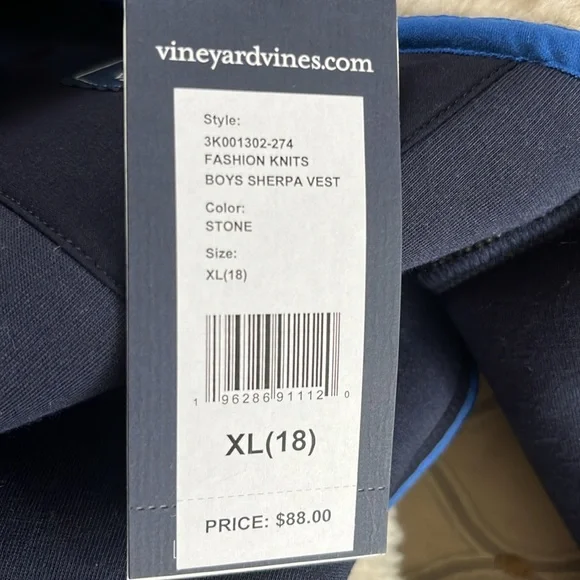 vineyardvines.com
Style:
3K001302-274
FASHION KNITS
BOYS SHERPA VEST
Color:
STONE
Size:
XL(18)
1 96286 91112 0
XL(18)
PRICE: $88.00